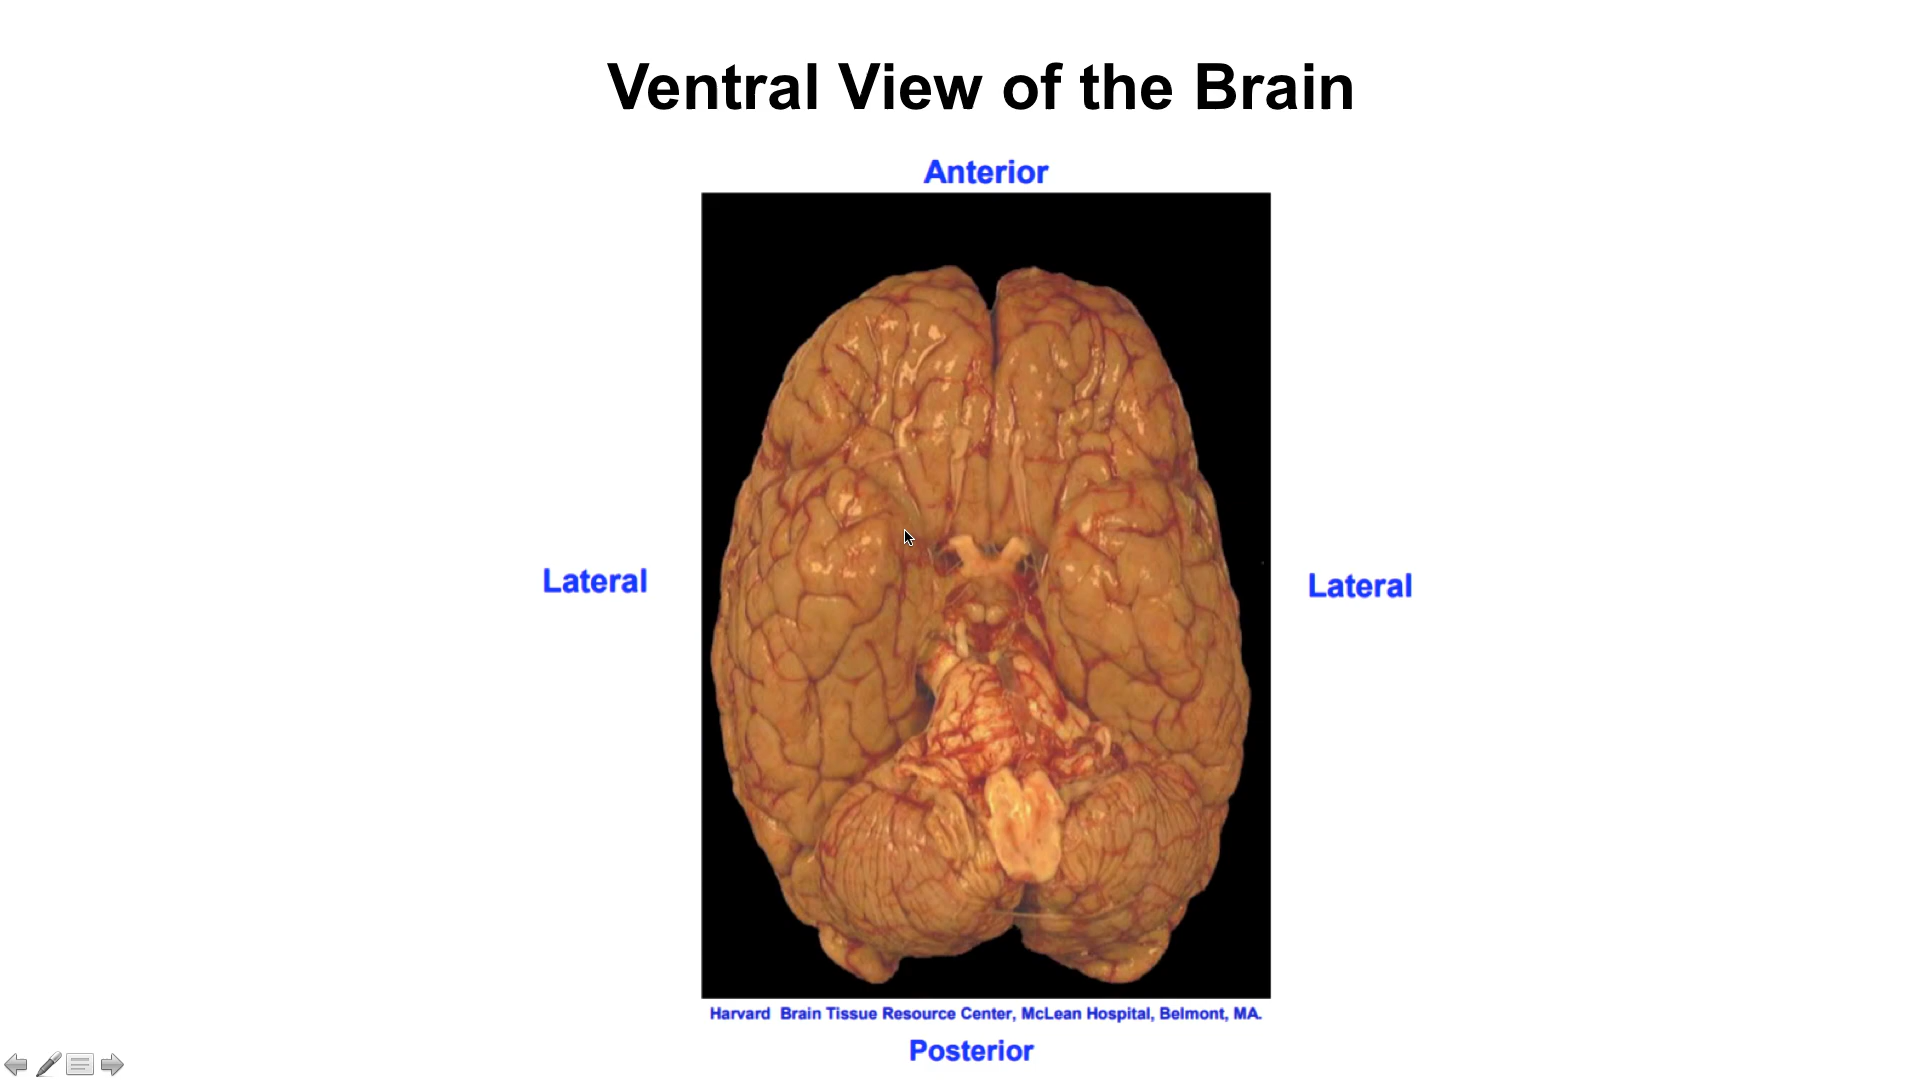 Ventral View of the Brain
Anterior
Lateral
Lateral
Harvard Brain Tissue Resource Center, McLean Hospital, Belmont, MA.
Posterior